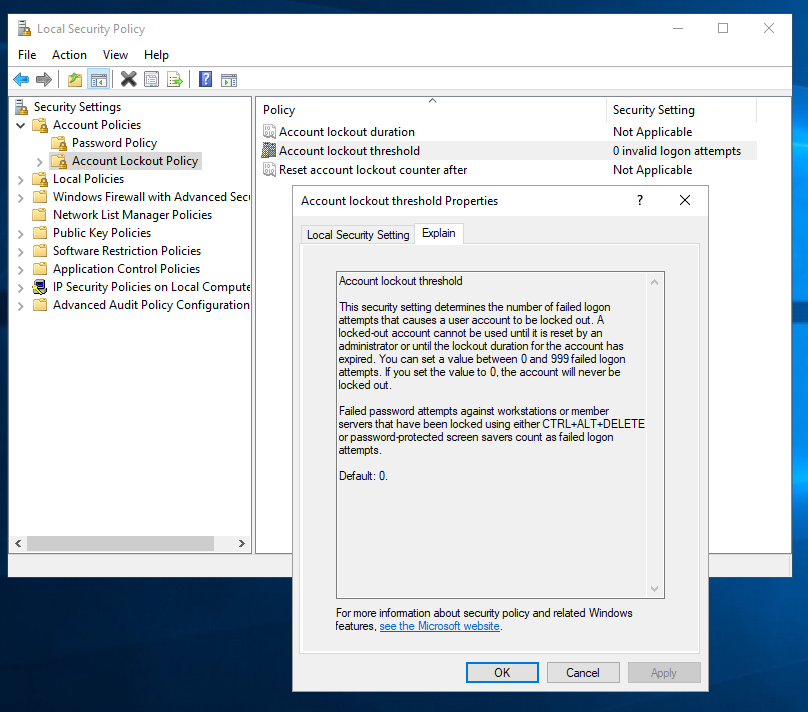 Local Security Policy
File Action View Help
Security Settings
Account Policies
Password Policy
Account Lockout Policy
Local Policies
Windows Firewall with Advanced Secu
Network List Manager Policies
Public Key Policies
Software Restriction Policies
Application Control Policies
IP Security Policies on Local Compute
Advanced Audit Policy Configuration
Policy Security Setting
Account lockout duration Not Applicable
Account lockout threshold 0 invalid logon attempts
Reset account lockout counter after Not Applicable
Account lockout threshold Properties ?
Local Security Setting Explain
Account lockout threshold
This security setting determines the number of failed logon
attempts that causes a user account to be locked out. A
locked-out account cannot be used until it is reset by an
administrator or until the lockout duration for the account has
expired. You can set a value between 0 and 999 failed logon
attempts. If you set the value to 0, the account will never be
locked out.
Failed password attempts against workstations or member
servers that have been locked using either CTRL+ALT+DELETE
or password-protected screen savers count as failed logon
attempts.
Default: 0.
For more information about security policy and related Windows
features, see the Microsoft website.
OK Cancel Apply